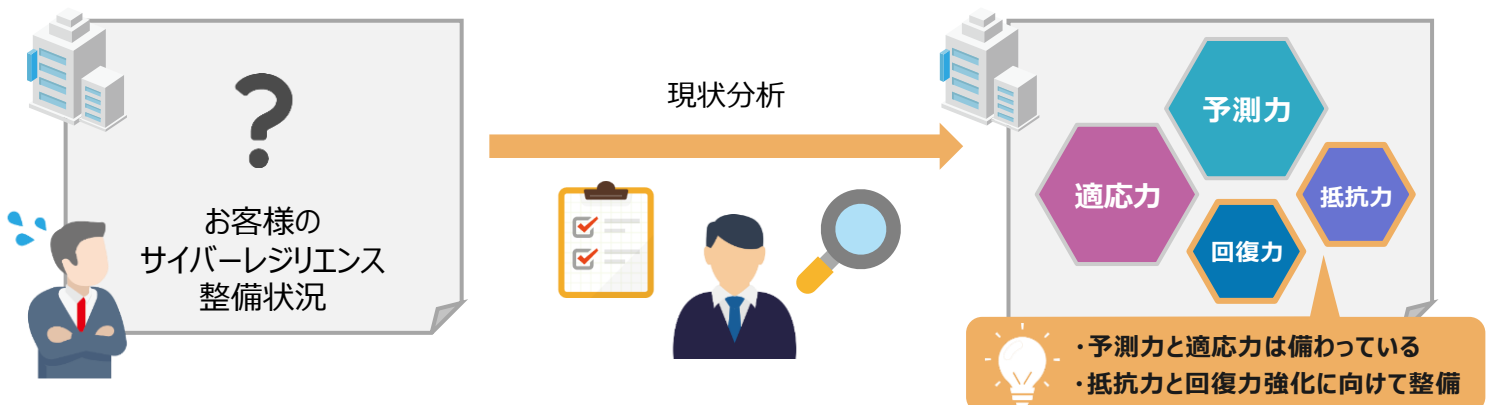 ?
お客様の
サイバーレジリエンス
整備状況
現状分析
予測力
適応力
抵抗力
回復力
・予測力と適応力は備わっている
・抵抗力と回復力強化に向けて整備